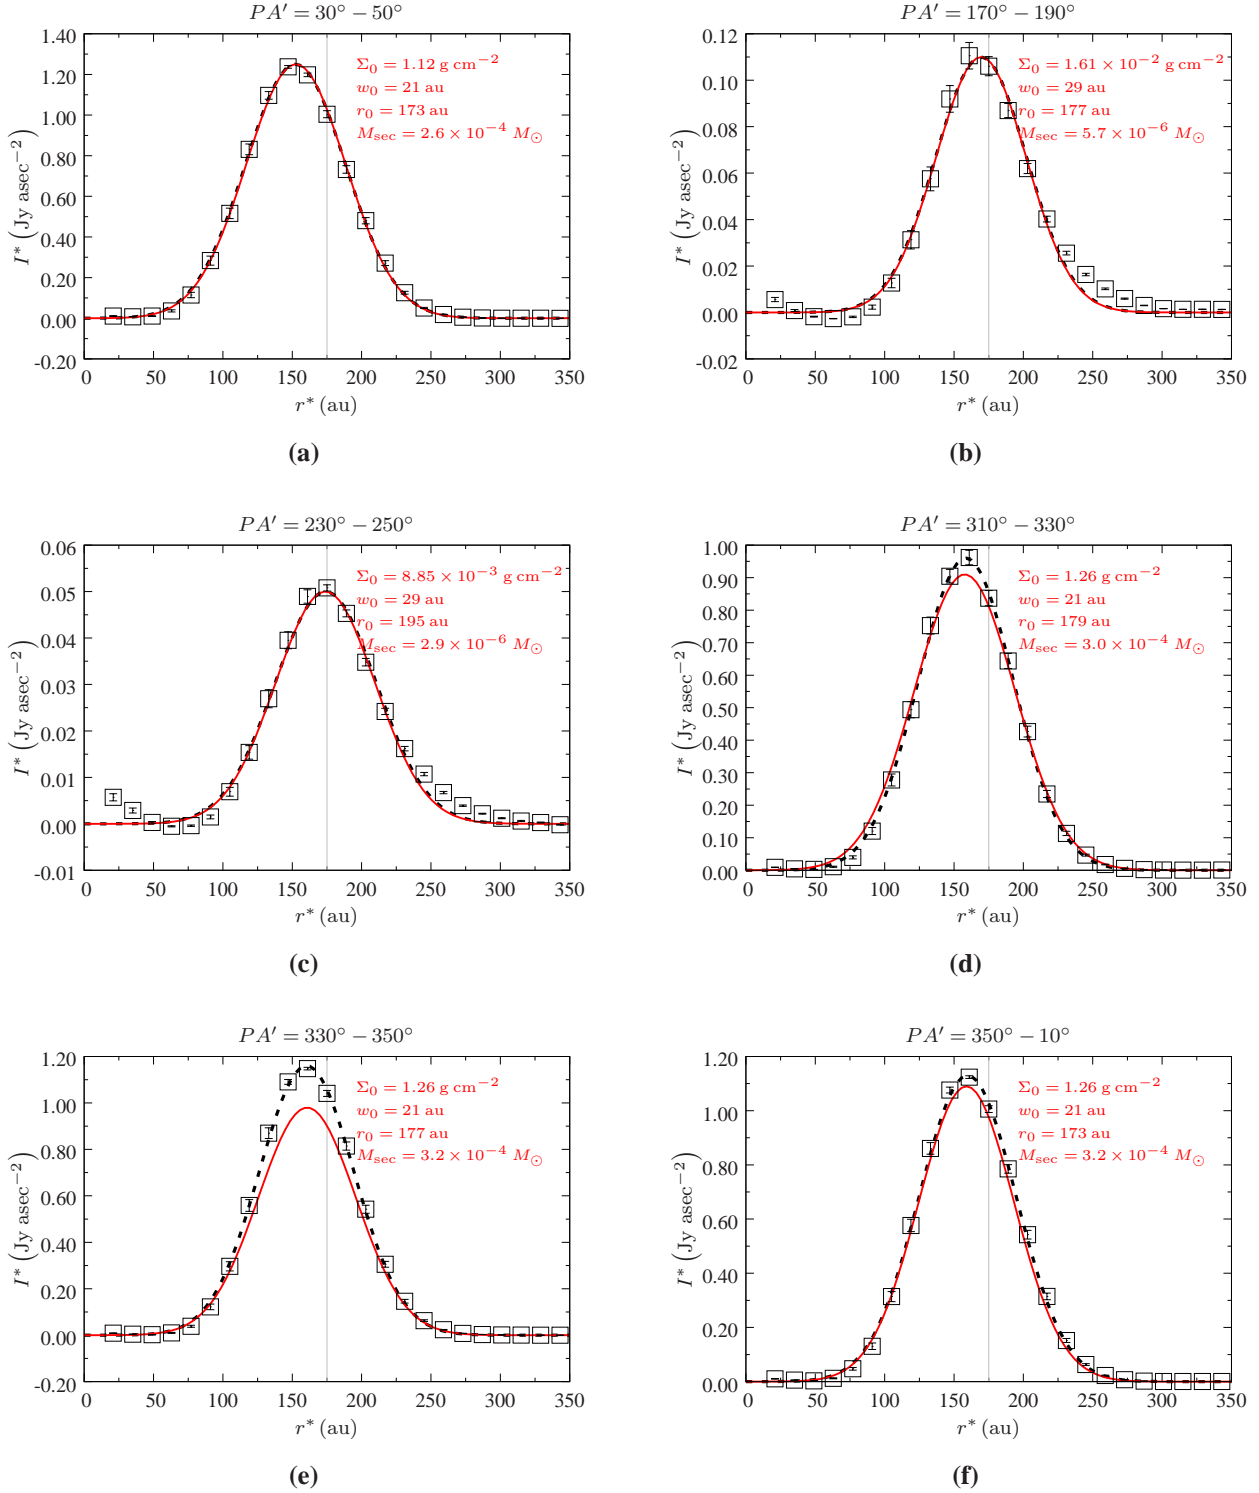 PA′ = 30° − 50°
I* (Jy asec−2)
1.40
1.20
1.00
0.80
0.60
0.40
0.20
0.00
-0.20
Σ0 = 1.12 g cm−2
w0 = 21 au
r0 = 173 au
Msec = 2.6 × 10−4 M⊙
0 50 100 150 200 250 300 350
r* (au)
(a)
PA′ = 170° − 190°
I* (Jy asec−2)
0.12
0.10
0.08
0.06
0.04
0.02
0.00
-0.02
Σ0 = 1.61 × 10−2 g cm−2
w0 = 29 au
r0 = 177 au
Msec = 5.7 × 10−6 M⊙
0 50 100 150 200 250 300 350
r* (au)
(b)
PA′ = 230° − 250°
I* (Jy asec−2)
0.06
0.05
0.04
0.03
0.02
0.01
0.00
-0.01
Σ0 = 8.85 × 10−3 g cm−2
w0 = 29 au
r0 = 195 au
Msec = 2.9 × 10−6 M⊙
0 50 100 150 200 250 300 350
r* (au)
(c)
PA′ = 310° − 330°
I* (Jy asec−2)
1.00
0.90
0.80
0.70
0.60
0.50
0.40
0.30
0.20
0.10
0.00
Σ0 = 1.26 g cm−2
w0 = 21 au
r0 = 179 au
Msec = 3.0 × 10−4 M⊙
0 50 100 150 200 250 300 350
r* (au)
(d)
PA′ = 330° − 350°
I* (Jy asec−2)
1.20
1.00
0.80
0.60
0.40
0.20
0.00
-0.20
Σ0 = 1.26 g cm−2
w0 = 21 au
r0 = 177 au
Msec = 3.2 × 10−4 M⊙
0 50 100 150 200 250 300 350
r* (au)
(e)
PA′ = 350° − 10°
I* (Jy asec−2)
1.20
1.00
0.80
0.60
0.40
0.20
0.00
Σ0 = 1.26 g cm−2
w0 = 21 au
r0 = 173 au
Msec = 3.2 × 10−4 M⊙
0 50 100 150 200 250 300 350
r* (au)
(f)